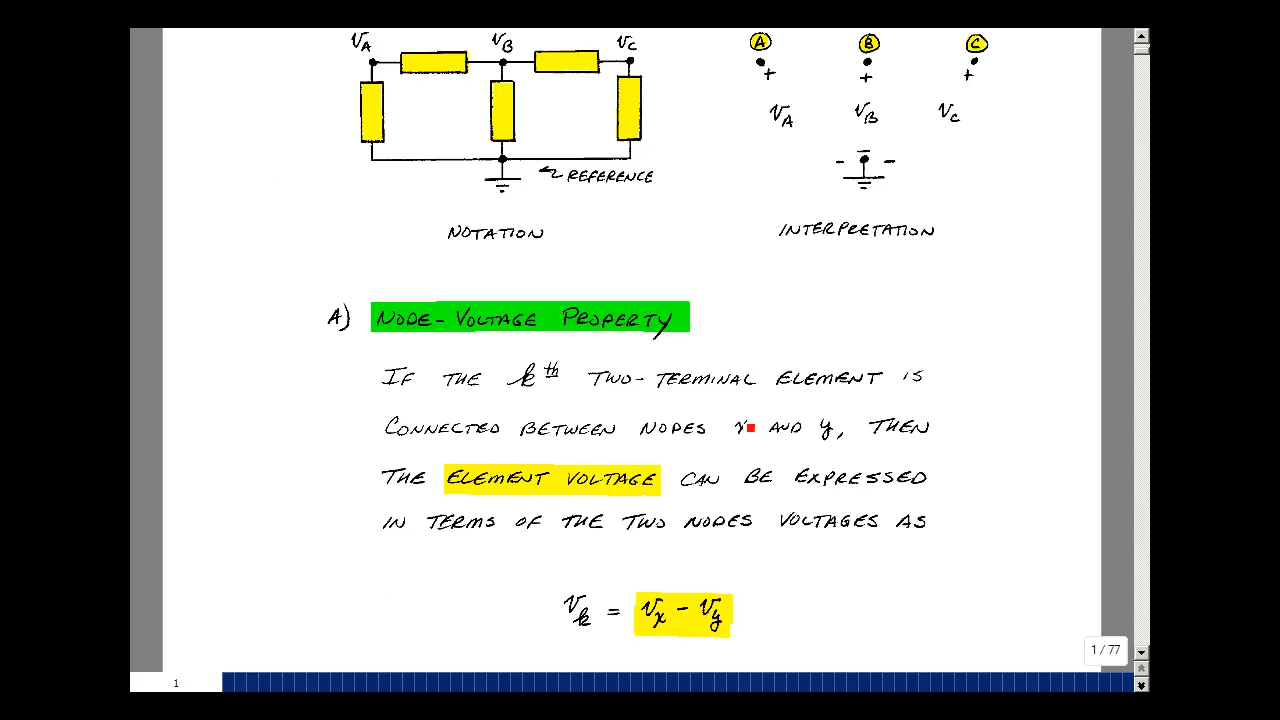 VA VB VC
A B C
+ + +
VA VB VC
- - -
REFERENCE
NOTATION
INTERPRETATION
A) NODE-VOLTAGE PROPERTY
IF THE kth TWO-TERMINAL ELEMENT IS
CONNECTED BETWEEN NODES x AND y, THEN
THE ELEMENT VOLTAGE CAN BE EXPRESSED
IN TERMS OF THE TWO NODES VOLTAGES AS
Vk = Vx - Vy
1 / 77
1